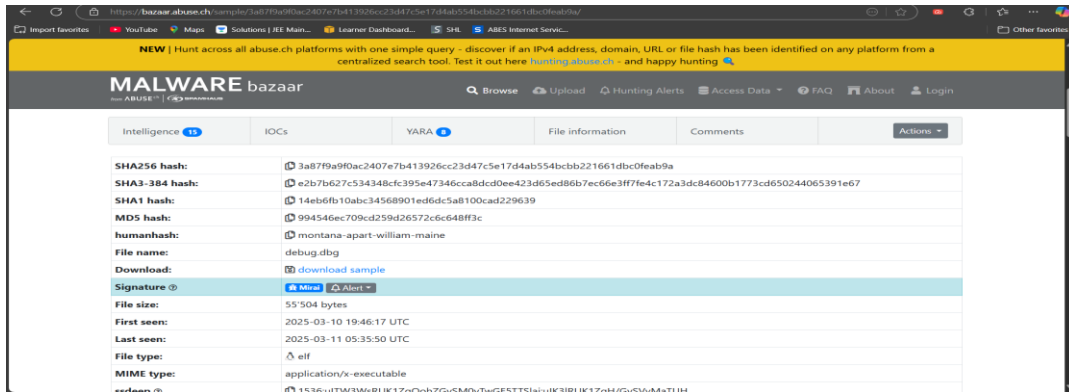 https://bazaar.abuse.ch/sample/3a87f9a9f0ac2407e7b413926cc23d47c5e17d4ab554bcbb221661dbc0feab9a/
Import favorites YouTube Maps Solutions | JEE Main... Learner Dashboard... SHL ABES Internet Servic... Other favorites
NEW | Hunt across all abuse.ch platforms with one simple query - discover if an IPv4 address, domain, URL or file hash has been identified on any platform from a
centralized search tool. Test it out here hunting.abuse.ch - and happy hunting
MALWARE bazaar
from ABUSE.ch | SPAMHAUS
Browse Upload Hunting Alerts Access Data FAQ About Login
Intelligence 15 IOCs YARA 8 File information Comments Actions
SHA256 hash: 3a87f9a9f0ac2407e7b413926cc23d47c5e17d4ab554bcbb221661dbc0feab9a
SHA3-384 hash: e2b7b627c534348cfc395e47346cca8dcd0ee423d65ed86b7ec66e3ff7fe4c172a3dc84600b1773cd650244065391e67
SHA1 hash: 14eb6fb10abc34568901ed6dc5a8100cad229639
MD5 hash: 994546ec709cd259d26572c6c648ff3c
humanhash: montana-apart-william-maine
File name: debug.dbg
Download: download sample
Signature Mirai Alert
File size: 55'504 bytes
First seen: 2025-03-10 19:46:17 UTC
Last seen: 2025-03-11 05:35:50 UTC
File type: elf
MIME type: application/x-executable
ssdeep